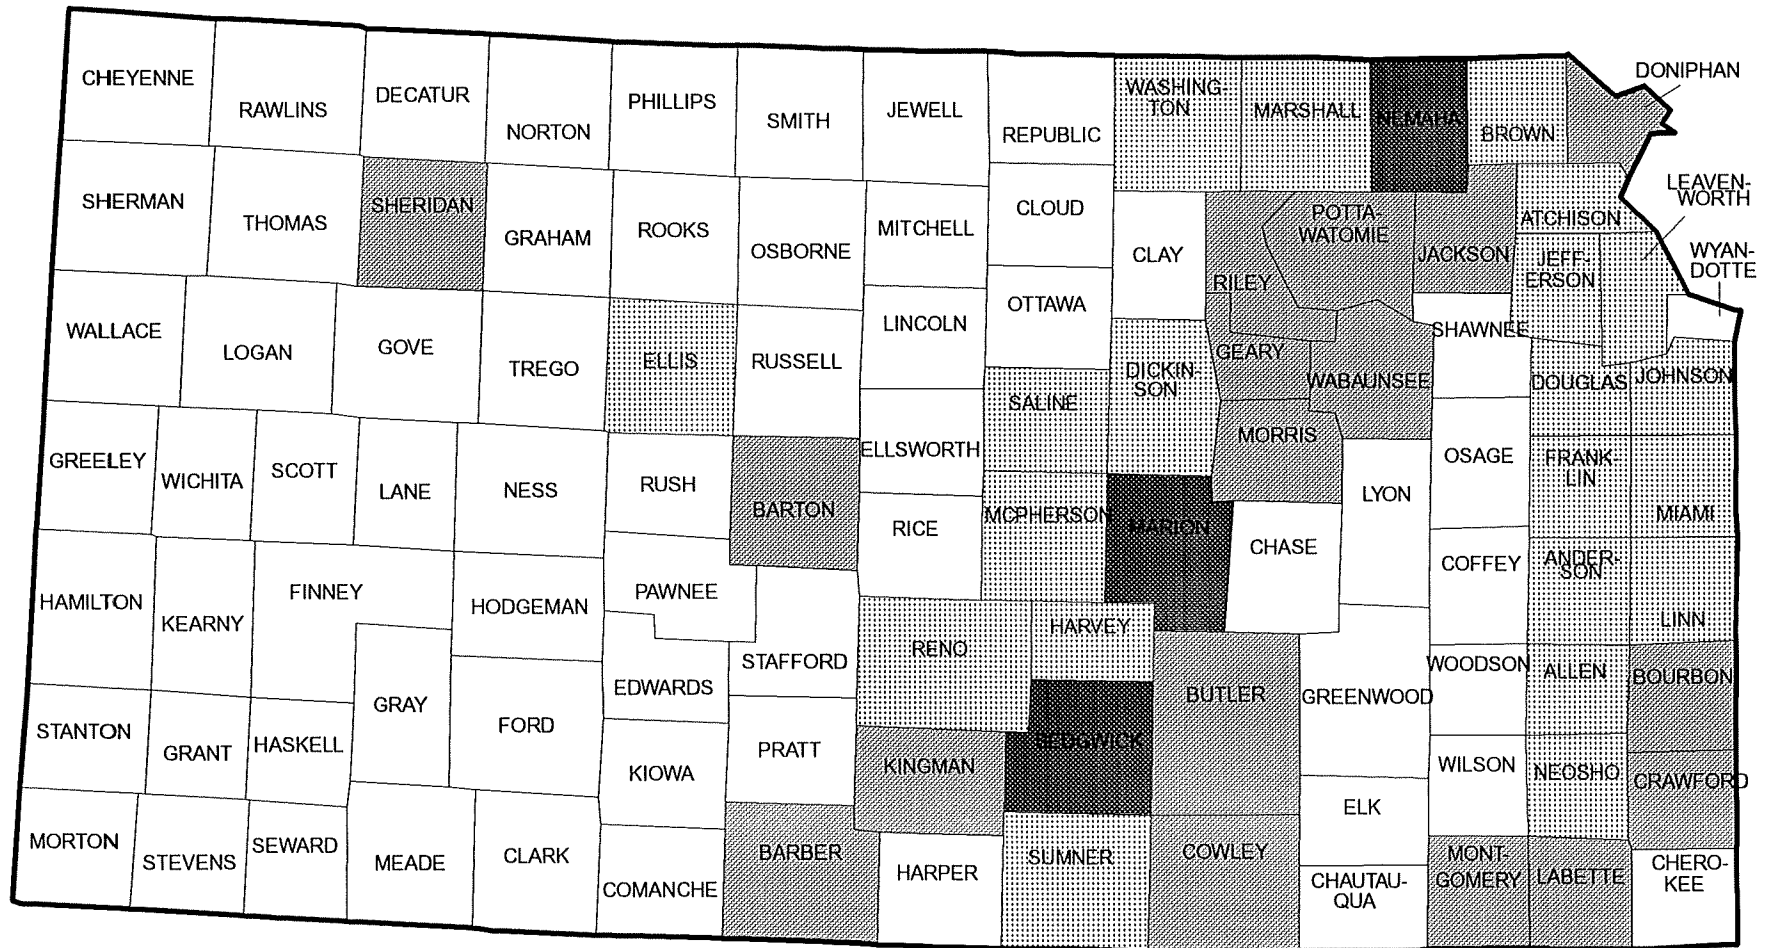 CHEYENNE
RAWLINS
DECATUR
NORTON
PHILLIPS
SMITH
JEWELL
REPUBLIC
WASHING
TON
MARSHALL
NEMAHA
BROWN
DONIPHAN
SHERMAN
THOMAS
SHERIDAN
GRAHAM
ROOKS
OSBORNE
MITCHELL
CLOUD
CLAY
RILEY
POTTA-
WATOMIE
JACKSON
ATCHISON
JEFF-
ERSON
LEAVEN-
WORTH
WYAN-
DOTTE
WALLACE
LOGAN
GOVE
TREGO
ELLIS
RUSSELL
LINCOLN
OTTAWA
SALINE
DICKIN-
SON
GEARY
WABAUNSEE
SHAWNEE
DOUGLAS
JOHNSON
GREELEY
WICHITA
SCOTT
LANE
NESS
RUSH
BARTON
ELLSWORTH
RICE
MCPHERSON
MARION
MORRIS
CHASE
LYON
OSAGE
FRANK-
LIN
MIAMI
HAMILTON
KEARNY
FINNEY
HODGEMAN
PAWNEE
STAFFORD
RENO
HARVEY
BUTLER
GREENWOOD
COFFEY
ANDER-
SON
LINN
STANTON
GRANT
HASKELL
GRAY
FORD
EDWARDS
KIOWA
PRATT
KINGMAN
SEDGWICK
WOODSON
ALLEN
BOURBON
MORTON
STEVENS
SEWARD
MEADE
CLARK
COMANCHE
BARBER
HARPER
SUMNER
COWLEY
ELK
CHAUTAU-
QUA
WILSON
NEOSHO
CRAWFORD
MONT-
GOMERY
LABETTE
CHERO-
KEE